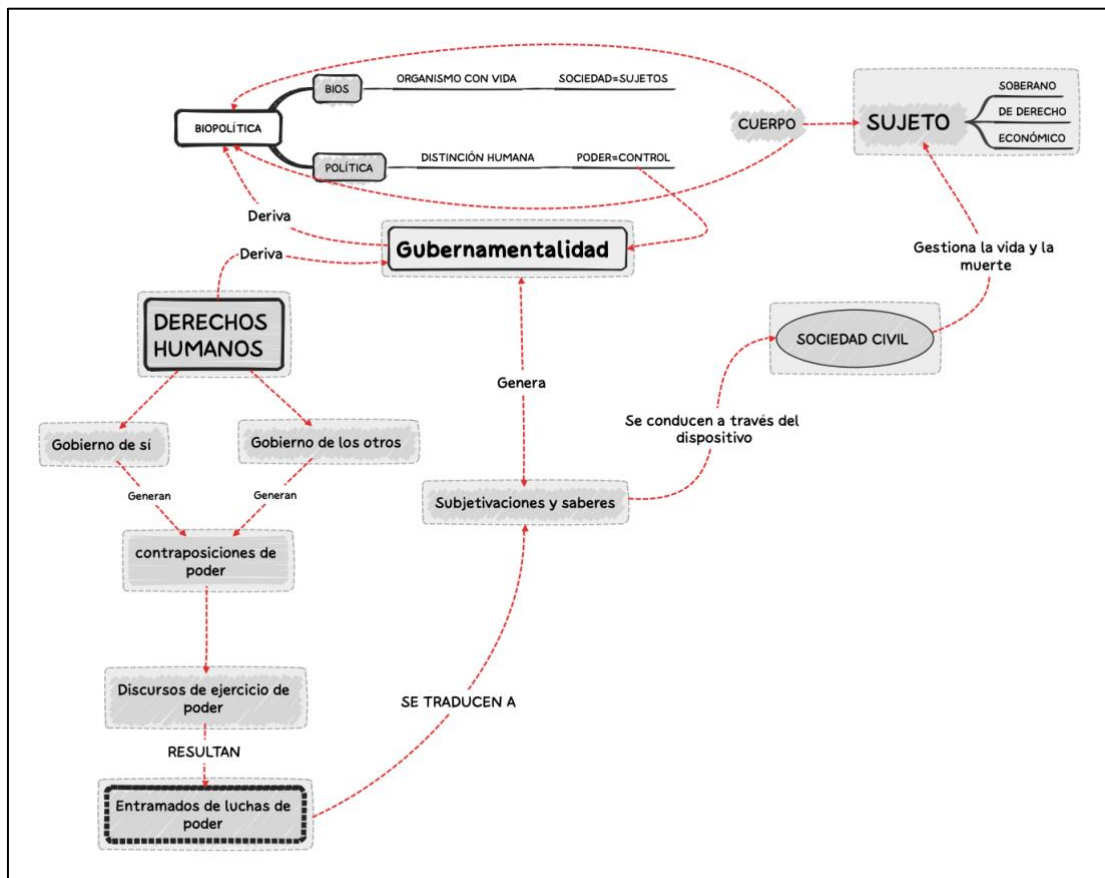 BIOS
ORGANISMO CON VIDA
SOCIEDAD=SUJETOS
BIOPOLÍTICA
POLÍTICA
DISTINCIÓN HUMANA
PODER=CONTROL
CUERPO
SUJETO
SOBERANO
DE DERECHO
ECONÓMICO
Deriva
Gubernamentalidad
Deriva
Gestiona la vida y la
muerte
DERECHOS
HUMANOS
SOCIEDAD CIVIL
Genera
Se conducen a través del
dispositivo
Gobierno de sí
Gobierno de los otros
Generan
Generan
Subjetivaciones y saberes
contraposiciones de
poder
Discursos de ejercicio de
poder
SE TRADUCEN A
RESULTAN
Entramados de luchas de
poder